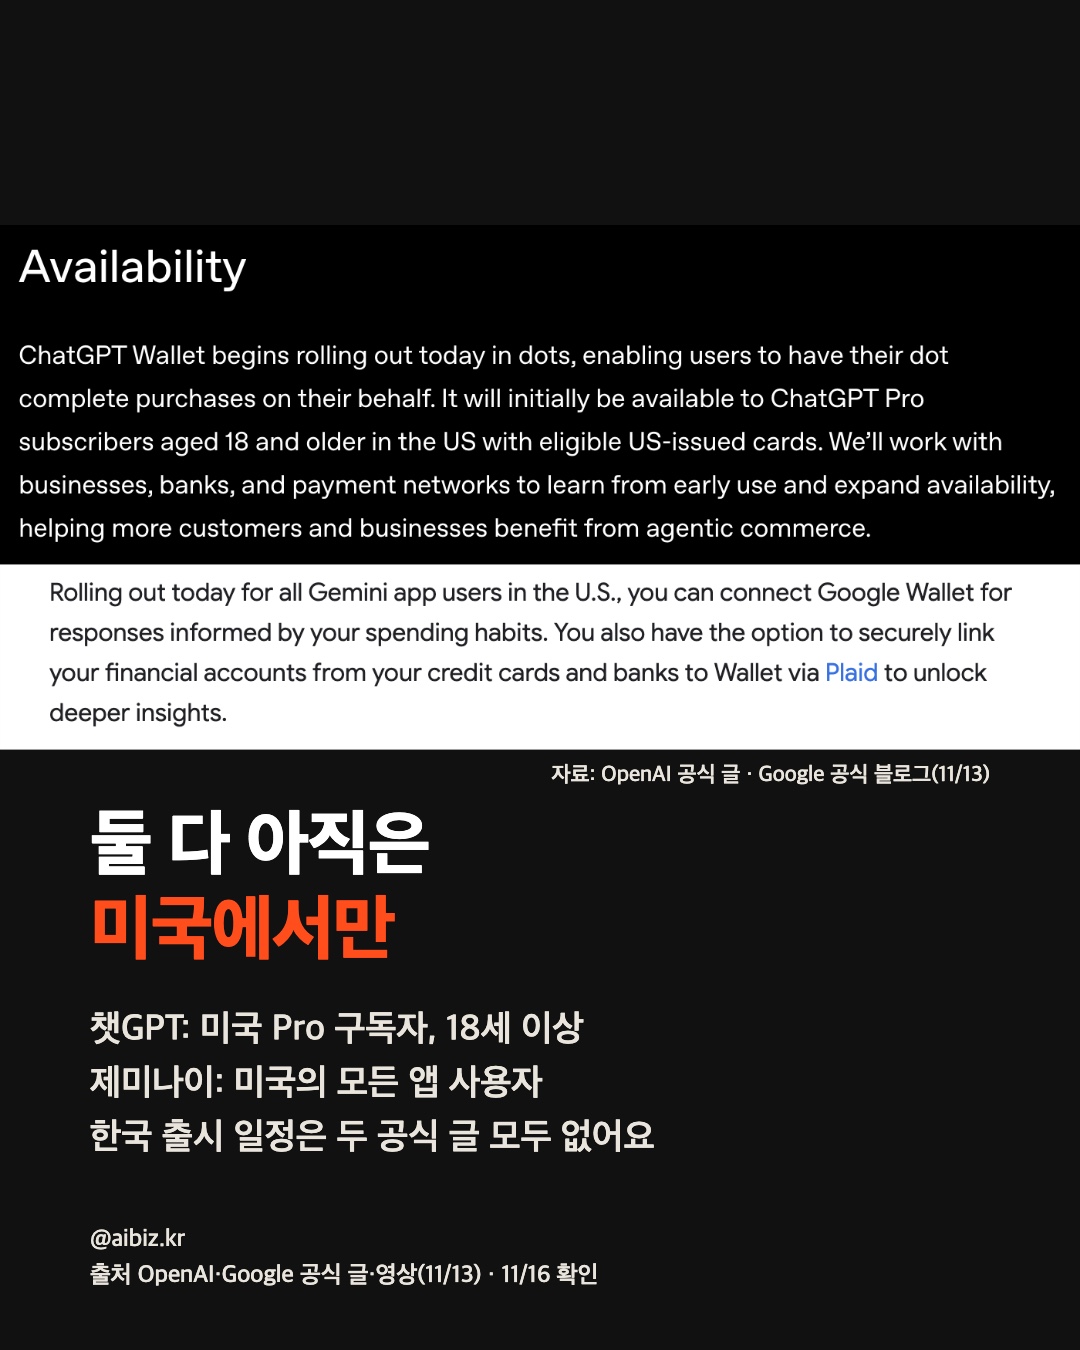 Availability
ChatGPT Wallet begins rolling out today in dots, enabling users to have their dot
complete purchases on their behalf. It will initially be available to ChatGPT Pro
subscribers aged 18 and older in the US with eligible US-issued cards. We’ll work with
businesses, banks, and payment networks to learn from early use and expand availability,
helping more customers and businesses benefit from agentic commerce.
Rolling out today for all Gemini app users in the U.S., you can connect Google Wallet for
responses informed by your spending habits. You also have the option to securely link
your financial accounts from your credit cards and banks to Wallet via Plaid to unlock
deeper insights.
자료: OpenAI 공식 글 · Google 공식 블로그(11/13)
둘 다 아직은
미국에서만
챗GPT: 미국 Pro 구독자, 18세 이상
제미나이: 미국의 모든 앱 사용자
한국 출시 일정은 두 공식 글 모두 없어요
@aibiz.kr
출처 OpenAI·Google 공식 글·영상(11/13) · 11/16 확인